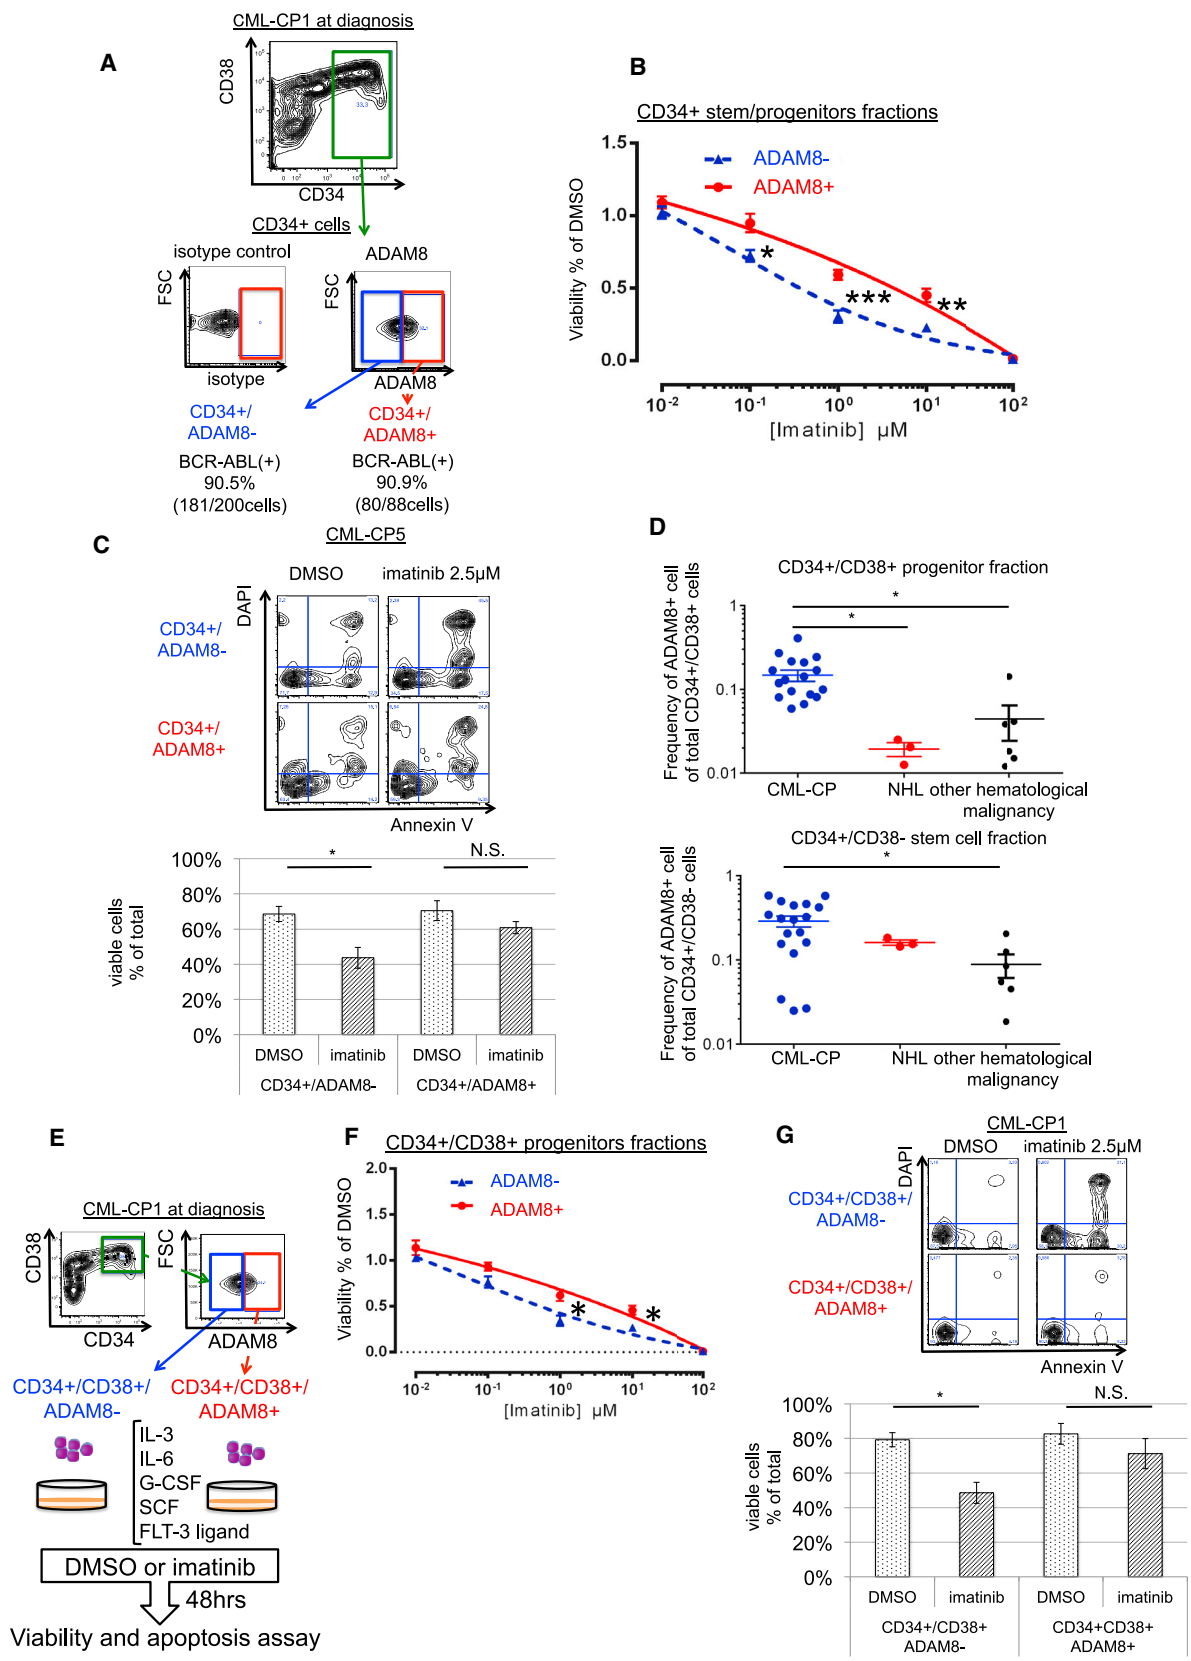 A
CML-CP1 at diagnosis
CD38
CD34
33.3
CD34+ cells
isotype control
ADAM8
FSC
FSC
isotype
ADAM8
CD34+/
ADAM8-
CD34+/
ADAM8+
BCR-ABL(+)
90.5%
(181/200cells)
BCR-ABL(+)
90.9%
(80/88cells)
B
CD34+ stem/progenitors fractions
Viability % of DMSO
1.5
1.0
0.5
0.0
ADAM8-
ADAM8+
*
***
**
10-2
10-1
100
101
102
[Imatinib] µM
C
CML-CP5
DMSO
imatinib 2.5µM
DAPI
CD34+/
ADAM8-
CD34+/
ADAM8+
Annexin V
viable cells
% of total
100%
80%
60%
40%
20%
0%
*
N.S.
DMSO
imatinib
DMSO
imatinib
CD34+/ADAM8-
CD34+/ADAM8+
D
CD34+/CD38+ progenitor fraction
Frequency of ADAM8+ cell
of total CD34+/CD38+ cells
1
0.1
0.01
*
*
CML-CP
NHL
other hematological
malignancy
CD34+/CD38- stem cell fraction
Frequency of ADAM8+ cell
of total CD34+/CD38- cells
1
0.1
0.01
*
CML-CP
NHL
other hematological
malignancy
E
CML-CP1 at diagnosis
CD38
CD34
FSC
ADAM8
CD34+/CD38+/
ADAM8-
CD34+/CD38+/
ADAM8+
IL-3
IL-6
G-CSF
SCF
FLT-3 ligand
DMSO or imatinib
48hrs
Viability and apoptosis assay
F
CD34+/CD38+ progenitors fractions
Viability % of DMSO
2.0
1.5
1.0
0.5
0.0
ADAM8-
ADAM8+
*
*
10-2
10-1
100
101
102
[Imatinib] µM
G
CML-CP1
DMSO
imatinib 2.5µM
DAPI
CD34+/CD38+/
ADAM8-
CD34+/CD38+/
ADAM8+
Annexin V
viable cells
% of total
100%
80%
60%
40%
20%
0%
*
N.S.
DMSO
imatinib
DMSO
imatinib
CD34+/CD38+
ADAM8-
CD34+CD38+
ADAM8+